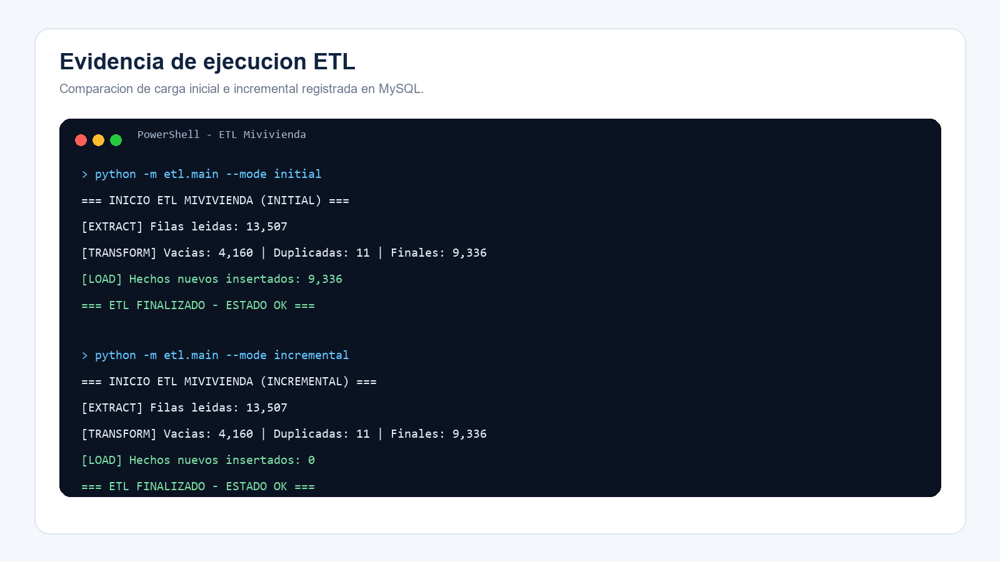 Evidencia de ejecucion ETL
Comparacion de carga inicial e incremental registrada en MySQL.
PowerShell - ETL Mivivienda
> python -m etl.main --mode initial
=== INICIO ETL MIVIVIENDA (INITIAL) ===
[EXTRACT] Filas leidas: 13,507
[TRANSFORM] Vacias: 4,160 | Duplicadas: 11 | Finales: 9,336
[LOAD] Hechos nuevos insertados: 9,336
=== ETL FINALIZADO - ESTADO OK ===
> python -m etl.main --mode incremental
=== INICIO ETL MIVIVIENDA (INCREMENTAL) ===
[EXTRACT] Filas leidas: 13,507
[TRANSFORM] Vacias: 4,160 | Duplicadas: 11 | Finales: 9,336
[LOAD] Hechos nuevos insertados: 0
=== ETL FINALIZADO - ESTADO OK ===